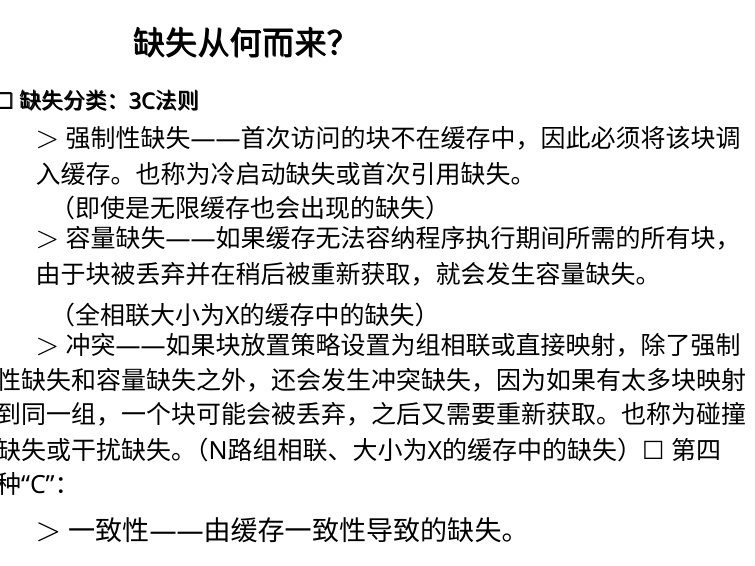 缺失从何而来？
□ 缺失分类：3C法则
＞ 强制性缺失——首次访问的块不在缓存中，因此必须将该块调
入缓存。也称为冷启动缺失或首次引用缺失。
（即使是无限缓存也会出现的缺失）
＞ 容量缺失——如果缓存无法容纳程序执行期间所需的所有块，
由于块被丢弃并在稍后被重新获取，就会发生容量缺失。
（全相联大小为X的缓存中的缺失）
＞ 冲突——如果块放置策略设置为组相联或直接映射，除了强制
性缺失和容量缺失之外，还会发生冲突缺失，因为如果有太多块映射
到同一组，一个块可能会被丢弃，之后又需要重新获取。也称为碰撞
缺失或干扰缺失。（N路组相联、大小为X的缓存中的缺失）□ 第四
种“C”：
＞ 一致性——由缓存一致性导致的缺失。